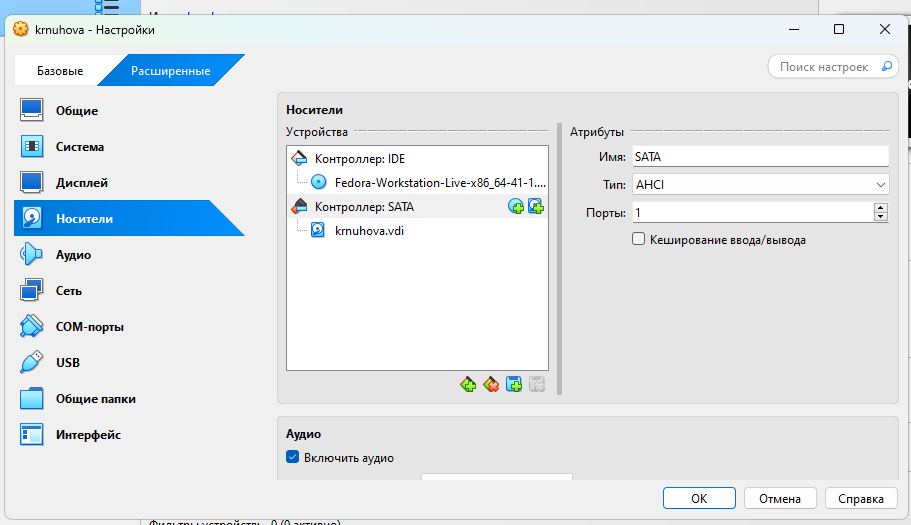 krnuhova - Настройки
Базовые
Расширенные
Поиск настроек
Общие
Система
Дисплей
Носители
Аудио
Сеть
COM-порты
USB
Общие папки
Интерфейс
Носители
Устройства
Контроллер: IDE
Fedora-Workstation-Live-x86_64-41-1....
Контроллер: SATA
krnuhova.vdi
Атрибуты
Имя: SATA
Тип: AHCI
Порты: 1
Кеширование ввода/вывода
Аудио
Включить аудио
ОК
Отмена
Справка
Фильтры устройств: 0 (0 активно)